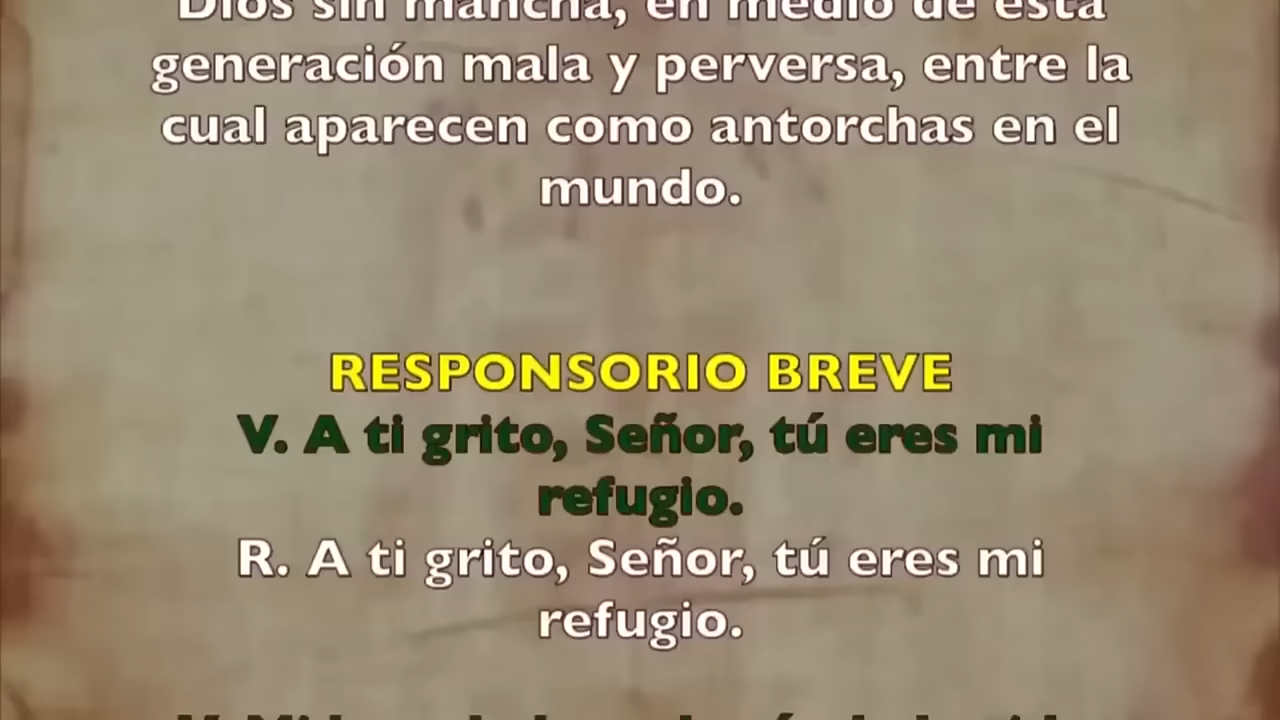 Dios sin mancha, en medio de esta
generación mala y perversa, entre la
cual aparecen como antorchas en el
mundo.
RESPONSORIO BREVE
V. A ti grito, Señor, tú eres mi
refugio.
R. A ti grito, Señor, tú eres mi
refugio.